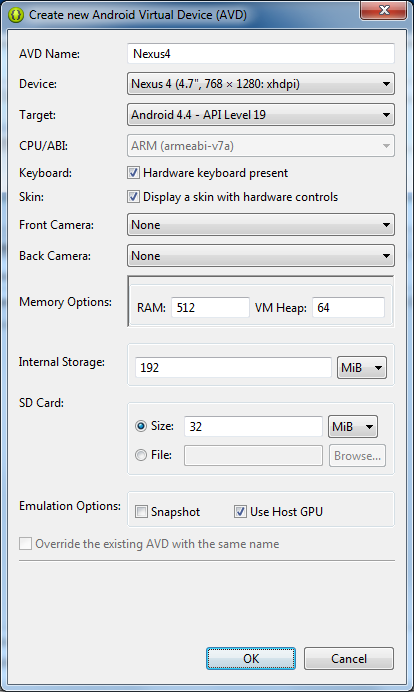 Create new Android Virtual Device (AVD)
AVD Name: Nexus4
Device: Nexus 4 (4.7", 768 × 1280: xhdpi)
Target: Android 4.4 - API Level 19
CPU/ABI: ARM (armeabi-v7a)
Keyboard: Hardware keyboard present
Skin: Display a skin with hardware controls
Front Camera: None
Back Camera: None
Memory Options: RAM: 512 VM Heap: 64
Internal Storage: 192 MiB
SD Card:
Size: 32 MiB
File: Browse...
Emulation Options: Snapshot Use Host GPU
Override the existing AVD with the same name
OK Cancel